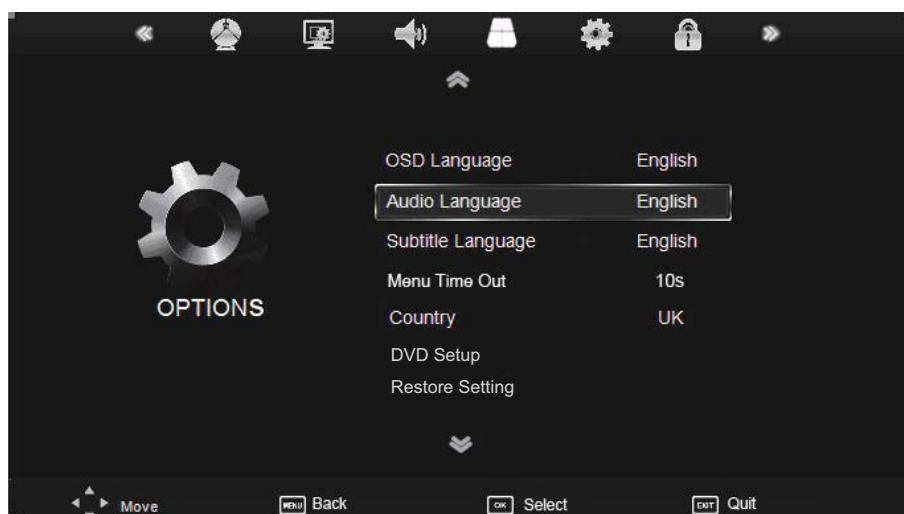 OSD Language English
Audio Language English
Subtitle Language English
Menu Time Out 10s
OPTIONS
Country UK
DVD Setup
Restore Setting
Move MENU Back OK Select EXIT Quit